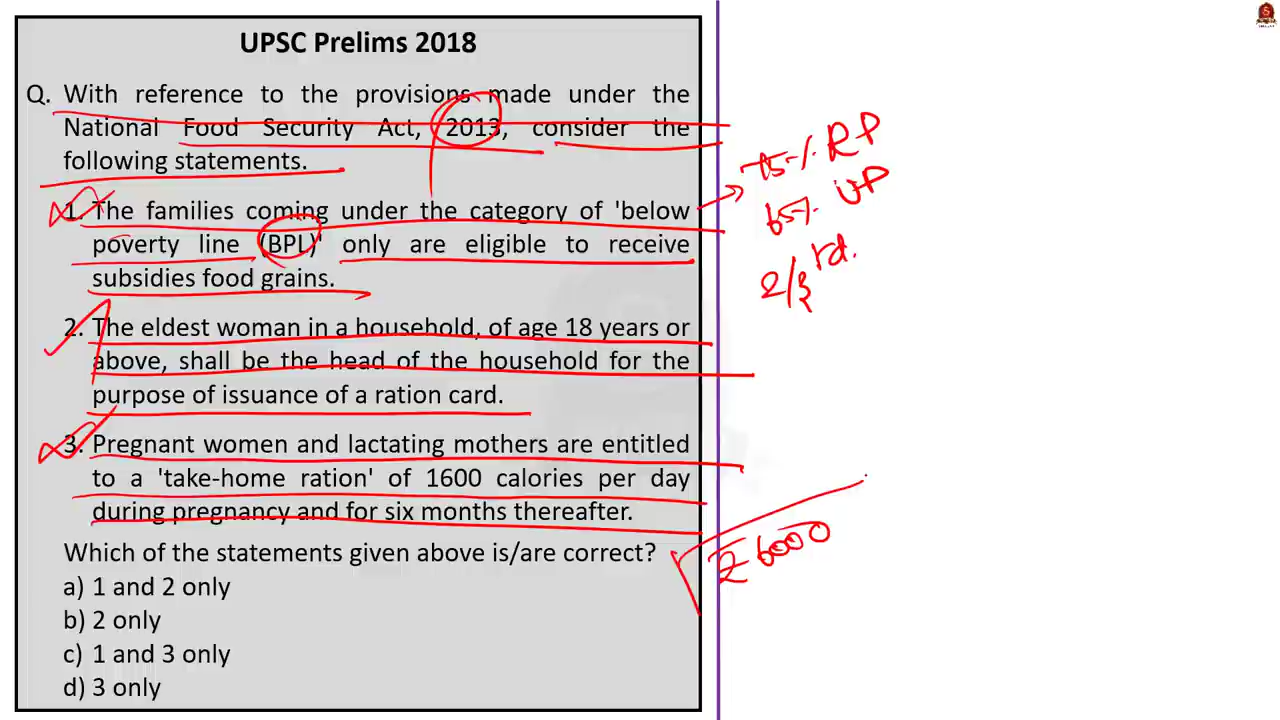 UPSC Prelims 2018
Q. With reference to the provisions made under the
National Food Security Act, 2013, consider the
following statements.
1. The families coming under the category of 'below
poverty line (BPL)' only are eligible to receive
subsidies food grains.
2. The eldest woman in a household, of age 18 years or
above, shall be the head of the household for the
purpose of issuance of a ration card.
3. Pregnant women and lactating mothers are entitled
to a 'take-home ration' of 1600 calories per day
during pregnancy and for six months thereafter.
Which of the statements given above is/are correct?
a) 1 and 2 only
b) 2 only
c) 1 and 3 only
d) 3 only
75% RP
65% UP
2/3 rd.
₹ 6000